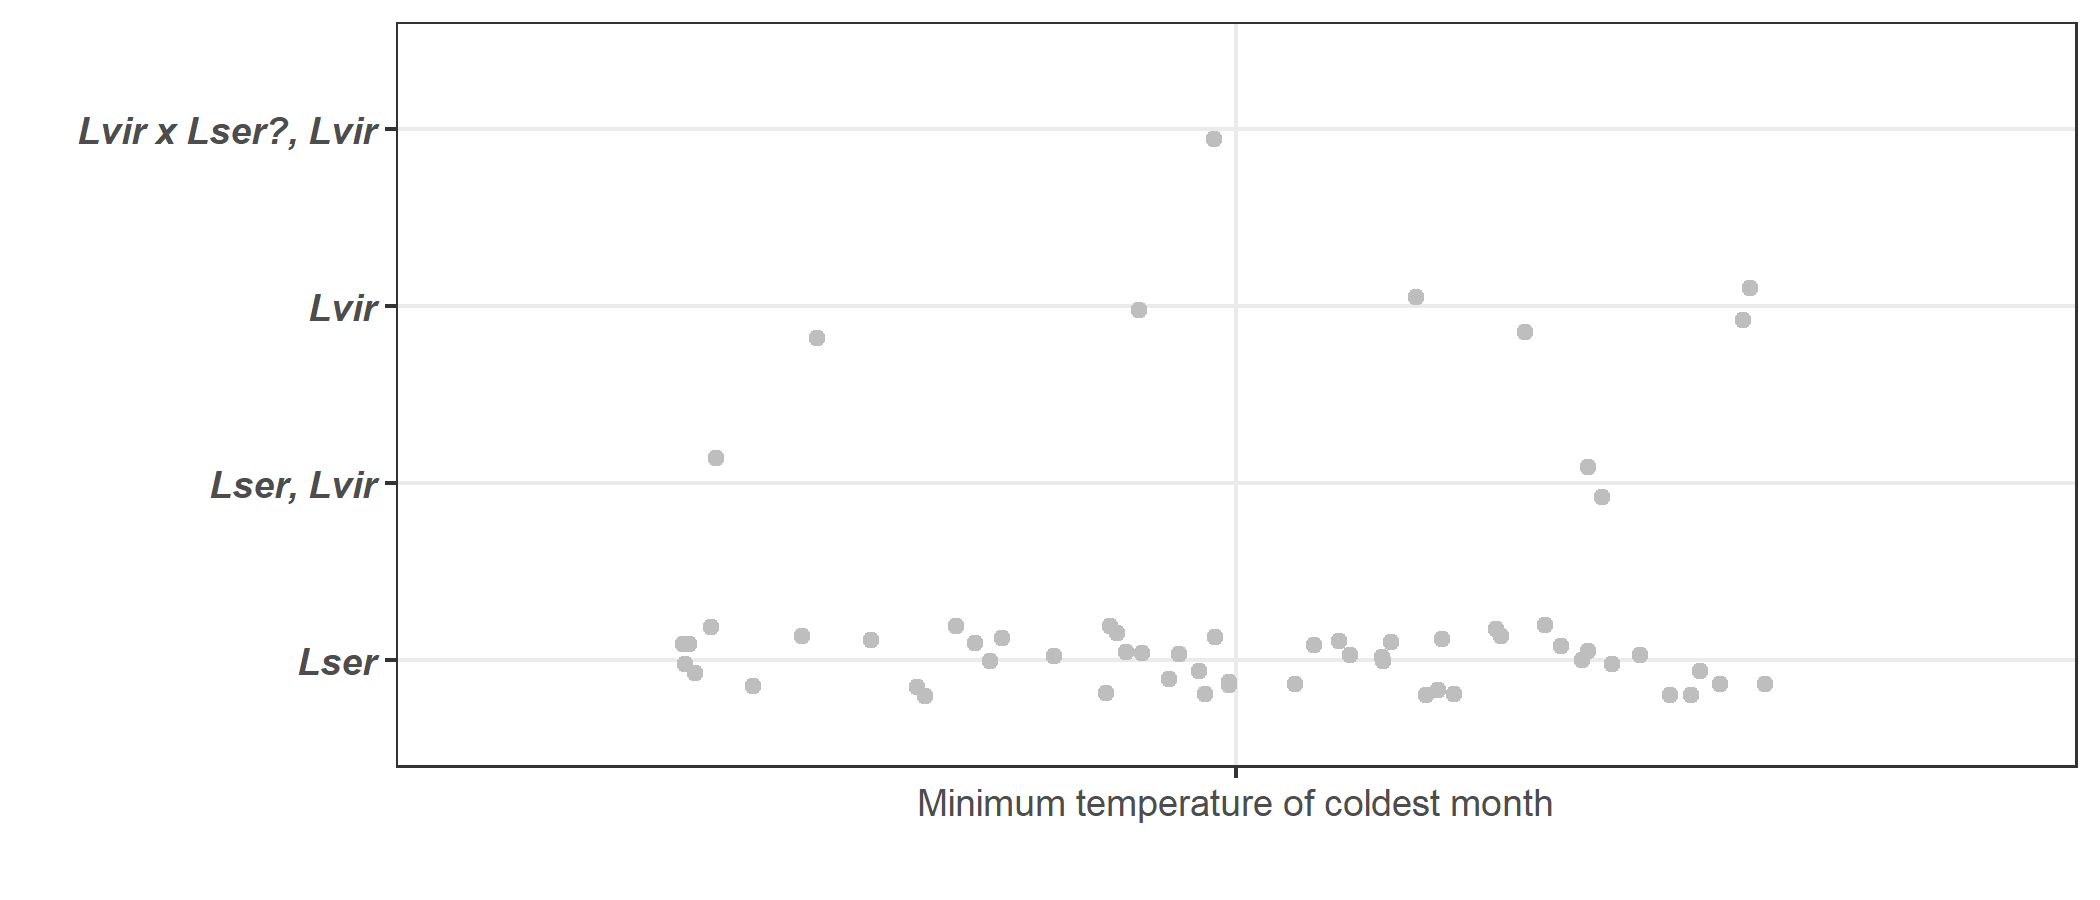 Lvir x Lser?, Lvir
Lvir
Lser, Lvir
Lser
Minimum temperature of coldest month